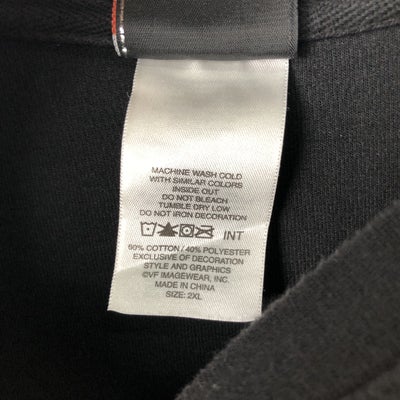 MACHINE WASH COLD
WITH SIMILAR COLORS
INSIDE OUT
DO NOT BLEACH
TUMBLE DRY LOW
DO NOT IRON DECORATION
INT
60% COTTON / 40% POLYESTER
EXCLUSIVE OF DECORATION
STYLE AND GRAPHICS
©VF IMAGEWEAR, INC.
MADE IN CHINA
SIZE: 2XL